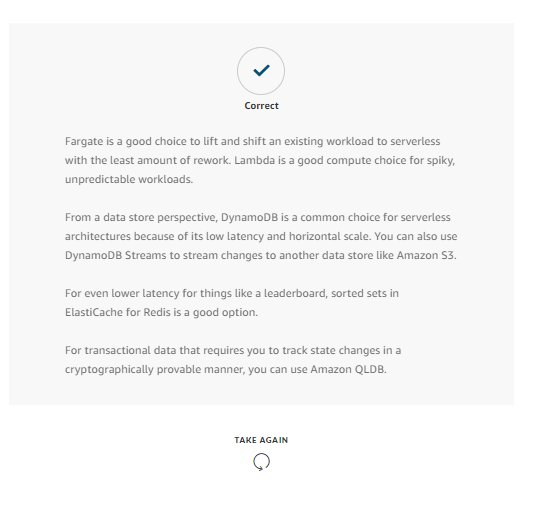 Correct
Fargate is a good choice to lift and shift an existing workload to serverless
with the least amount of rework. Lambda is a good compute choice for spiky,
unpredictable workloads.
From a data store perspective, DynamoDB is a common choice for serverless
architectures because of its low latency and horizontal scale. You can also use
DynamoDB Streams to stream changes to another data store like Amazon S3.
For even lower latency for things like a leaderboard, sorted sets in
ElastiCache for Redis is a good option.
For transactional data that requires you to track state changes in a
cryptographically provable manner, you can use Amazon QLDB.
TAKE AGAIN